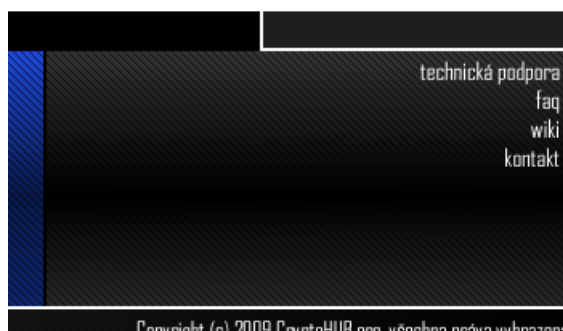 technická podpora
faq
wiki
kontakt
Copyright (c) 2009 CryptoHUB.org, všechna práva vyhrazena